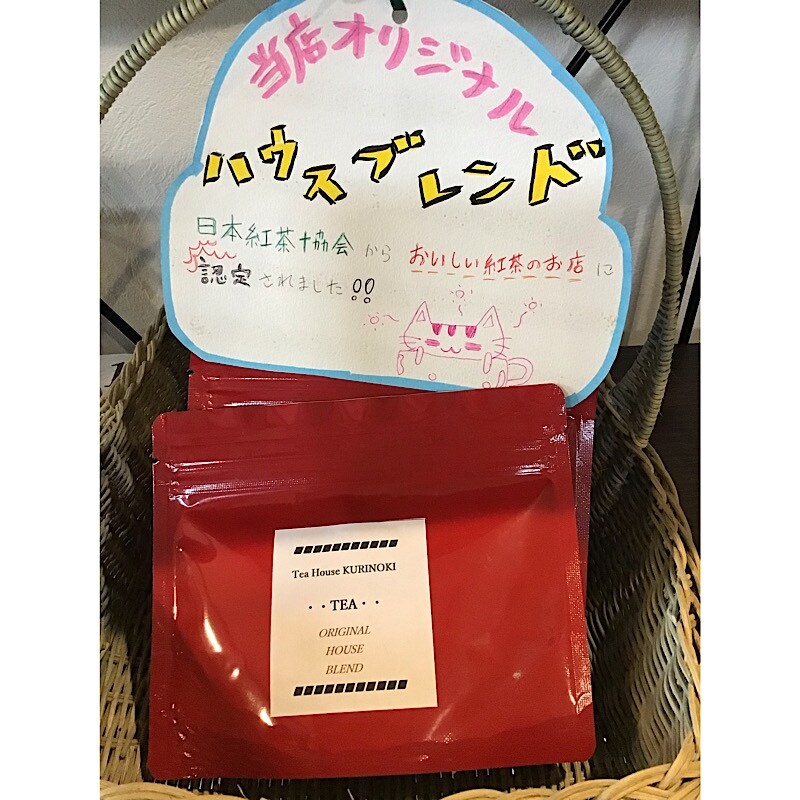 当店オリジナル
ハウスブレンド
日本紅茶協会から おいしい紅茶のお店に
認定されました!!
Tea House KURINOKI
・・TEA・・
ORIGINAL
HOUSE
BLEND